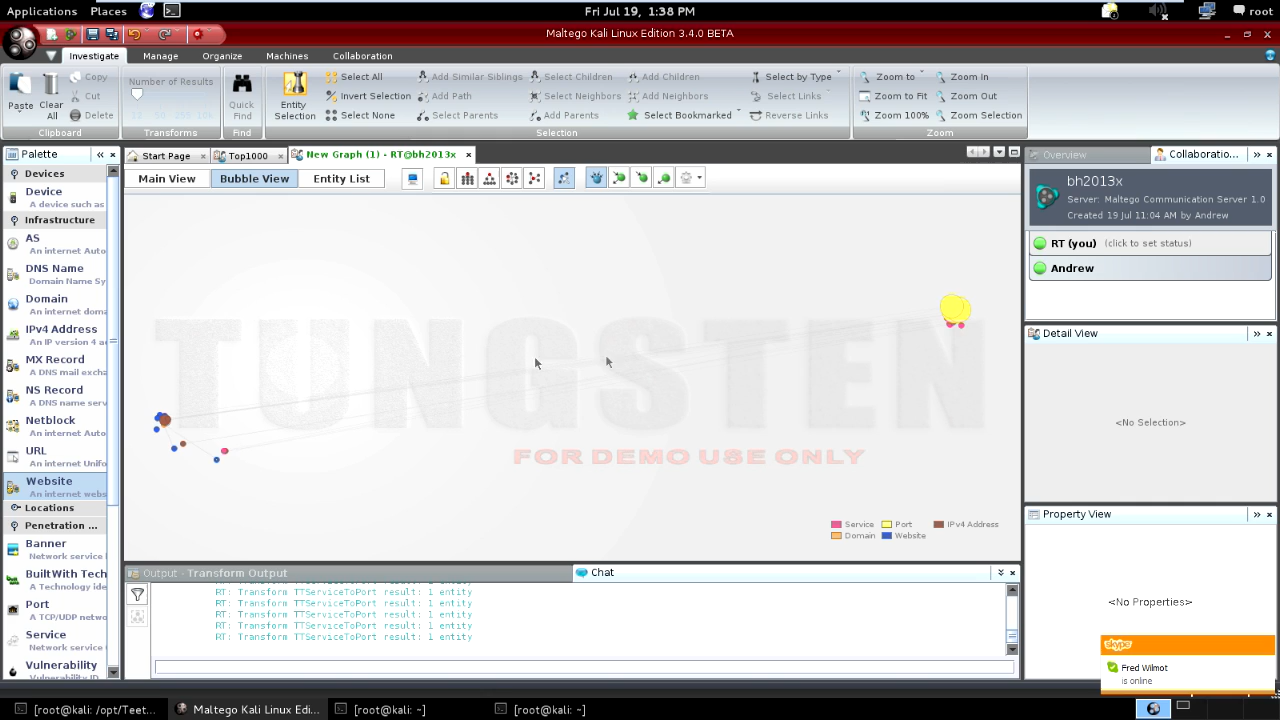 Applications Places Fri Jul 19, 1:38 PM root
Maltego Kali Linux Edition 3.4.0 BETA
Investigate Manage Organize Machines Collaboration
Paste
Clear All
Copy
Cut
Delete
Clipboard
Number of Results
12 50 255 10k
Transforms
Quick Find
Find
Entity Selection
Select All
Invert Selection
Select None
Add Similar Siblings
Add Path
Select Parents
Select Children
Select Neighbors
Add Parents
Add Children
Add Neighbors
Select Bookmarked
Select by Type
Select Links
Reverse Links
Selection
Zoom to
Zoom to Fit
Zoom 100%
Zoom In
Zoom Out
Zoom Selection
Zoom
Palette
Devices
Device
A device such as
Infrastructure
AS
An internet Auto
DNS Name
Domain Name Sy
Domain
An internet doma
IPv4 Address
An IP version 4 a
MX Record
A DNS mail excha
NS Record
A DNS name serv
Netblock
An internet Auto
URL
An internet Unifo
Website
An internet webs
Locations
Penetration ...
Banner
Network service
BuiltWith Tech
A Technology ide
Port
A TCP/UDP netwo
Service
Network service
Vulnerability
Vulnerability ID
Start Page
Top1000
New Graph (1) - RT@bh2013x
Main View Bubble View Entity List
TUNGSTEN
FOR DEMO USE ONLY
Service Port IPv4 Address
Domain Website
Output - Transform Output
Chat
RT: Transform TTServiceToPort result: 1 entity
RT: Transform TTServiceToPort result: 1 entity
RT: Transform TTServiceToPort result: 1 entity
RT: Transform TTServiceToPort result: 1 entity
RT: Transform TTServiceToPort result: 1 entity
Overview
Collaboratio...
bh2013x
Server: Maltego Communication Server 1.0
Created 19 Jul 11:04 AM by Andrew
RT (you) (click to set status)
Andrew
Detail View
<No Selection>
Property View
<No Properties>
skype
Fred Wilmot
is online
[root@kali: /opt/Teet...
Maltego Kali Linux Edi...
[root@kali: ~]
[root@kali: ~]